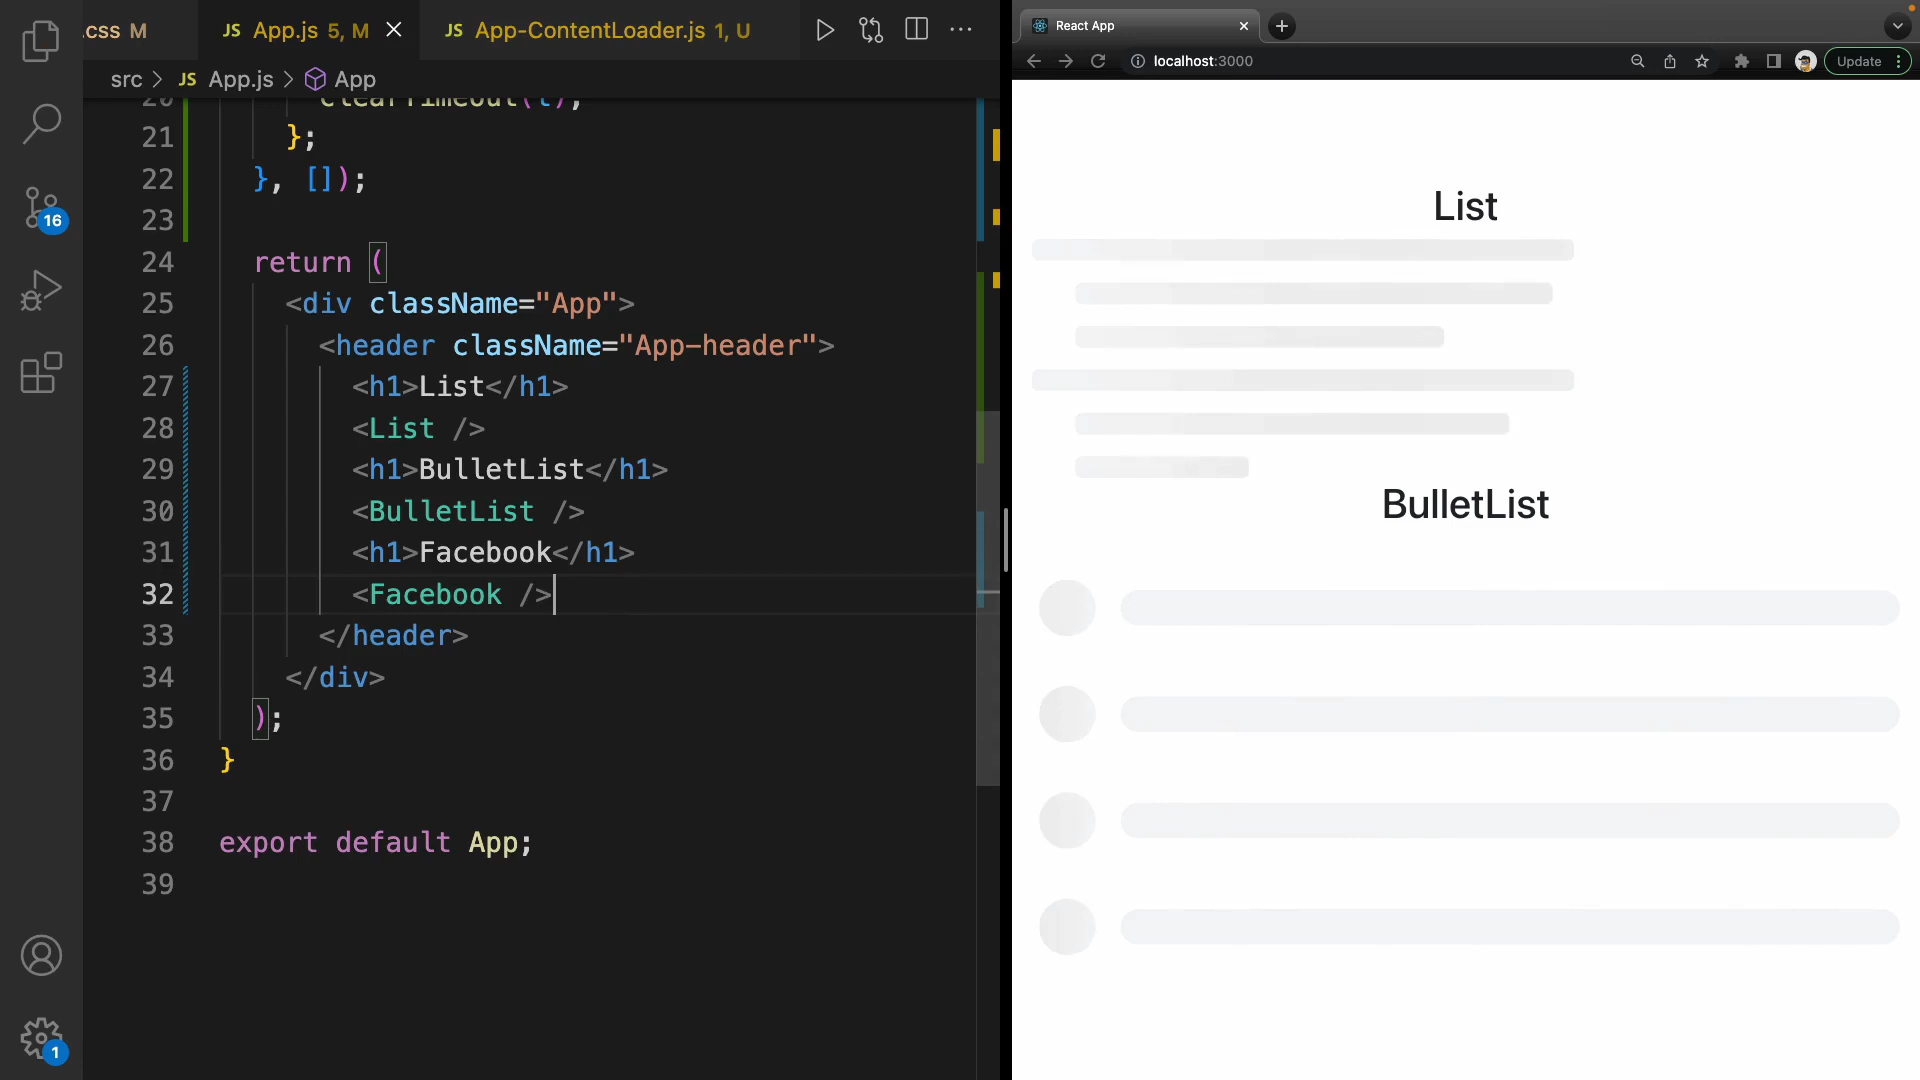 .css M
JS App.js 5, M
JS App-ContentLoader.js 1, U
src > JS App.js > App
20 clearTimeout(t);
21 };
22 }, []);
23
24 return (
25 <div className="App">
26 <header className="App-header">
27 <h1>List</h1>
28 <List />
29 <h1>BulletList</h1>
30 <BulletList />
31 <h1>Facebook</h1>
32 <Facebook />
33 </header>
34 </div>
35 );
36 }
37
38 export default App;
39
16
1
React App
localhost:3000
Update
List
BulletList